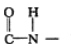 O H
C–N –